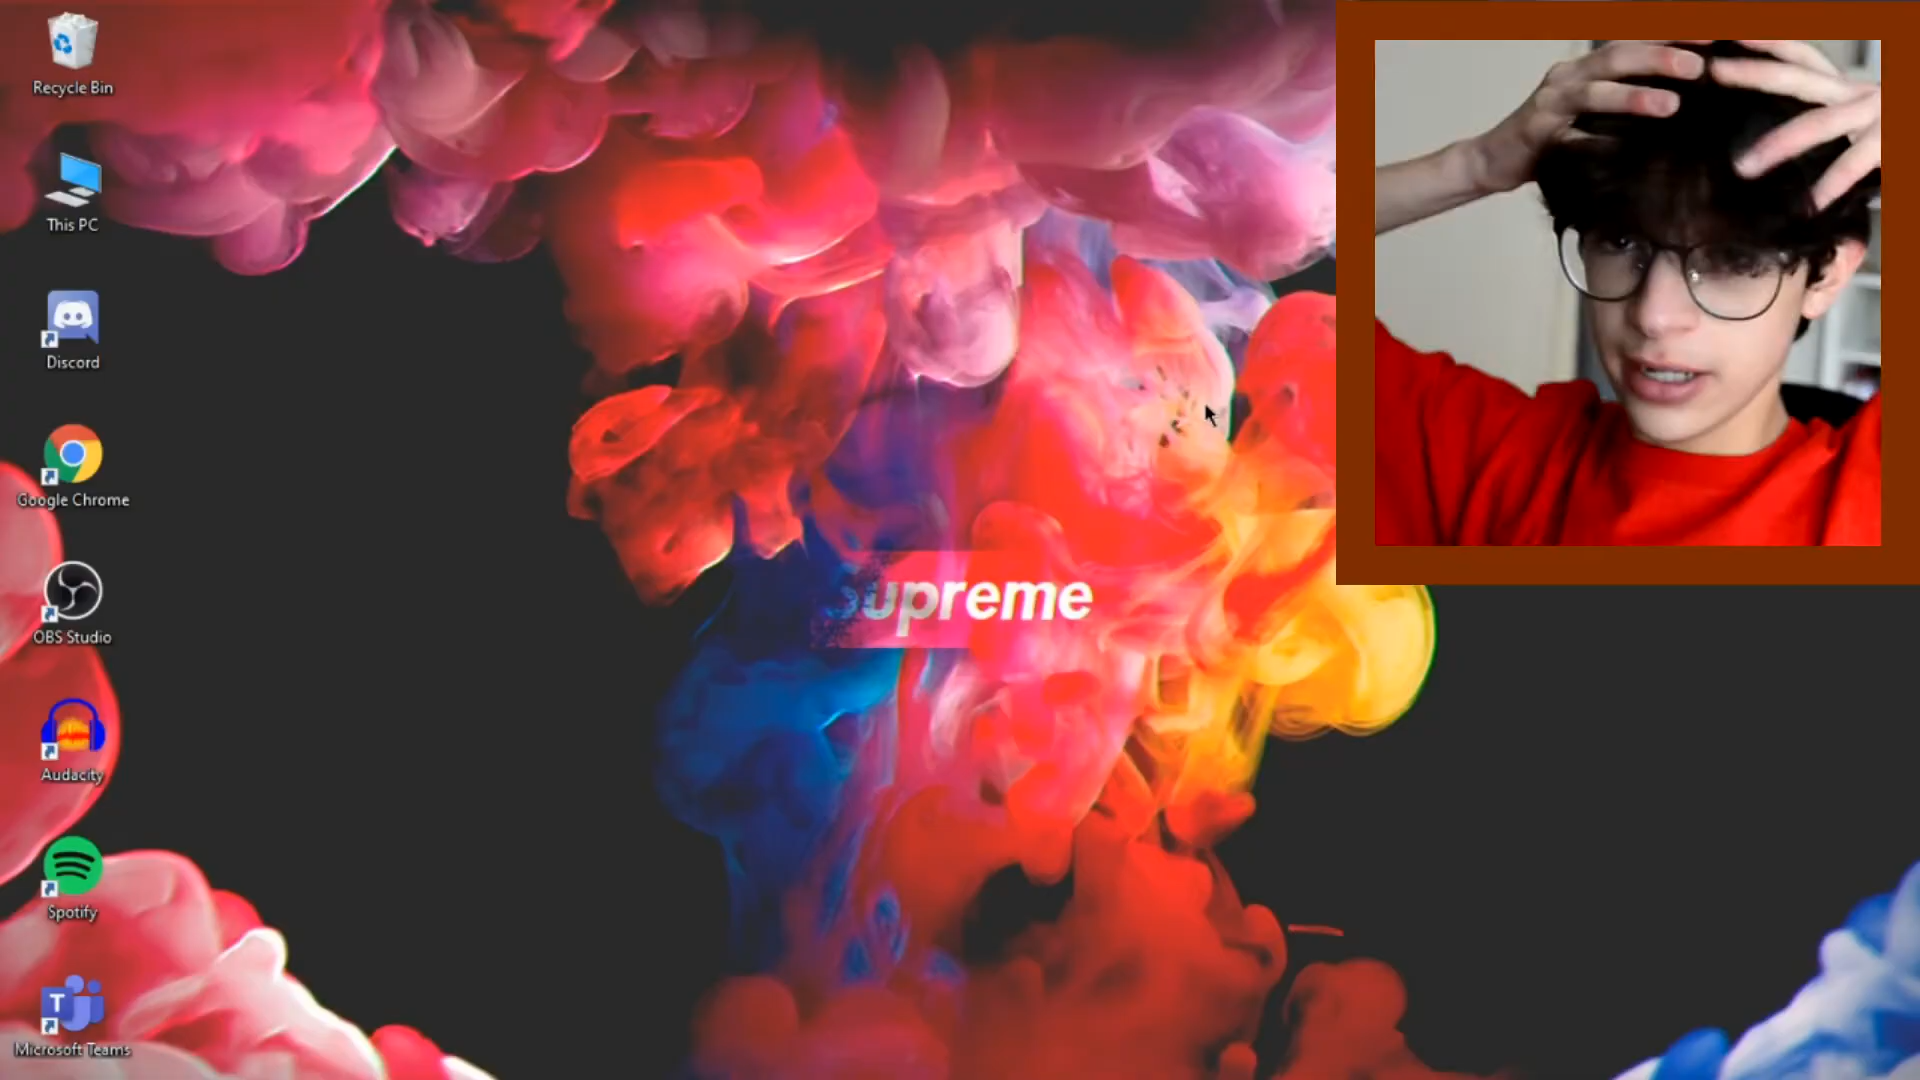 Recycle Bin
This PC
Discord
Google Chrome
OBS Studio
Audacity
Spotify
T
Microsoft Teams
Supreme